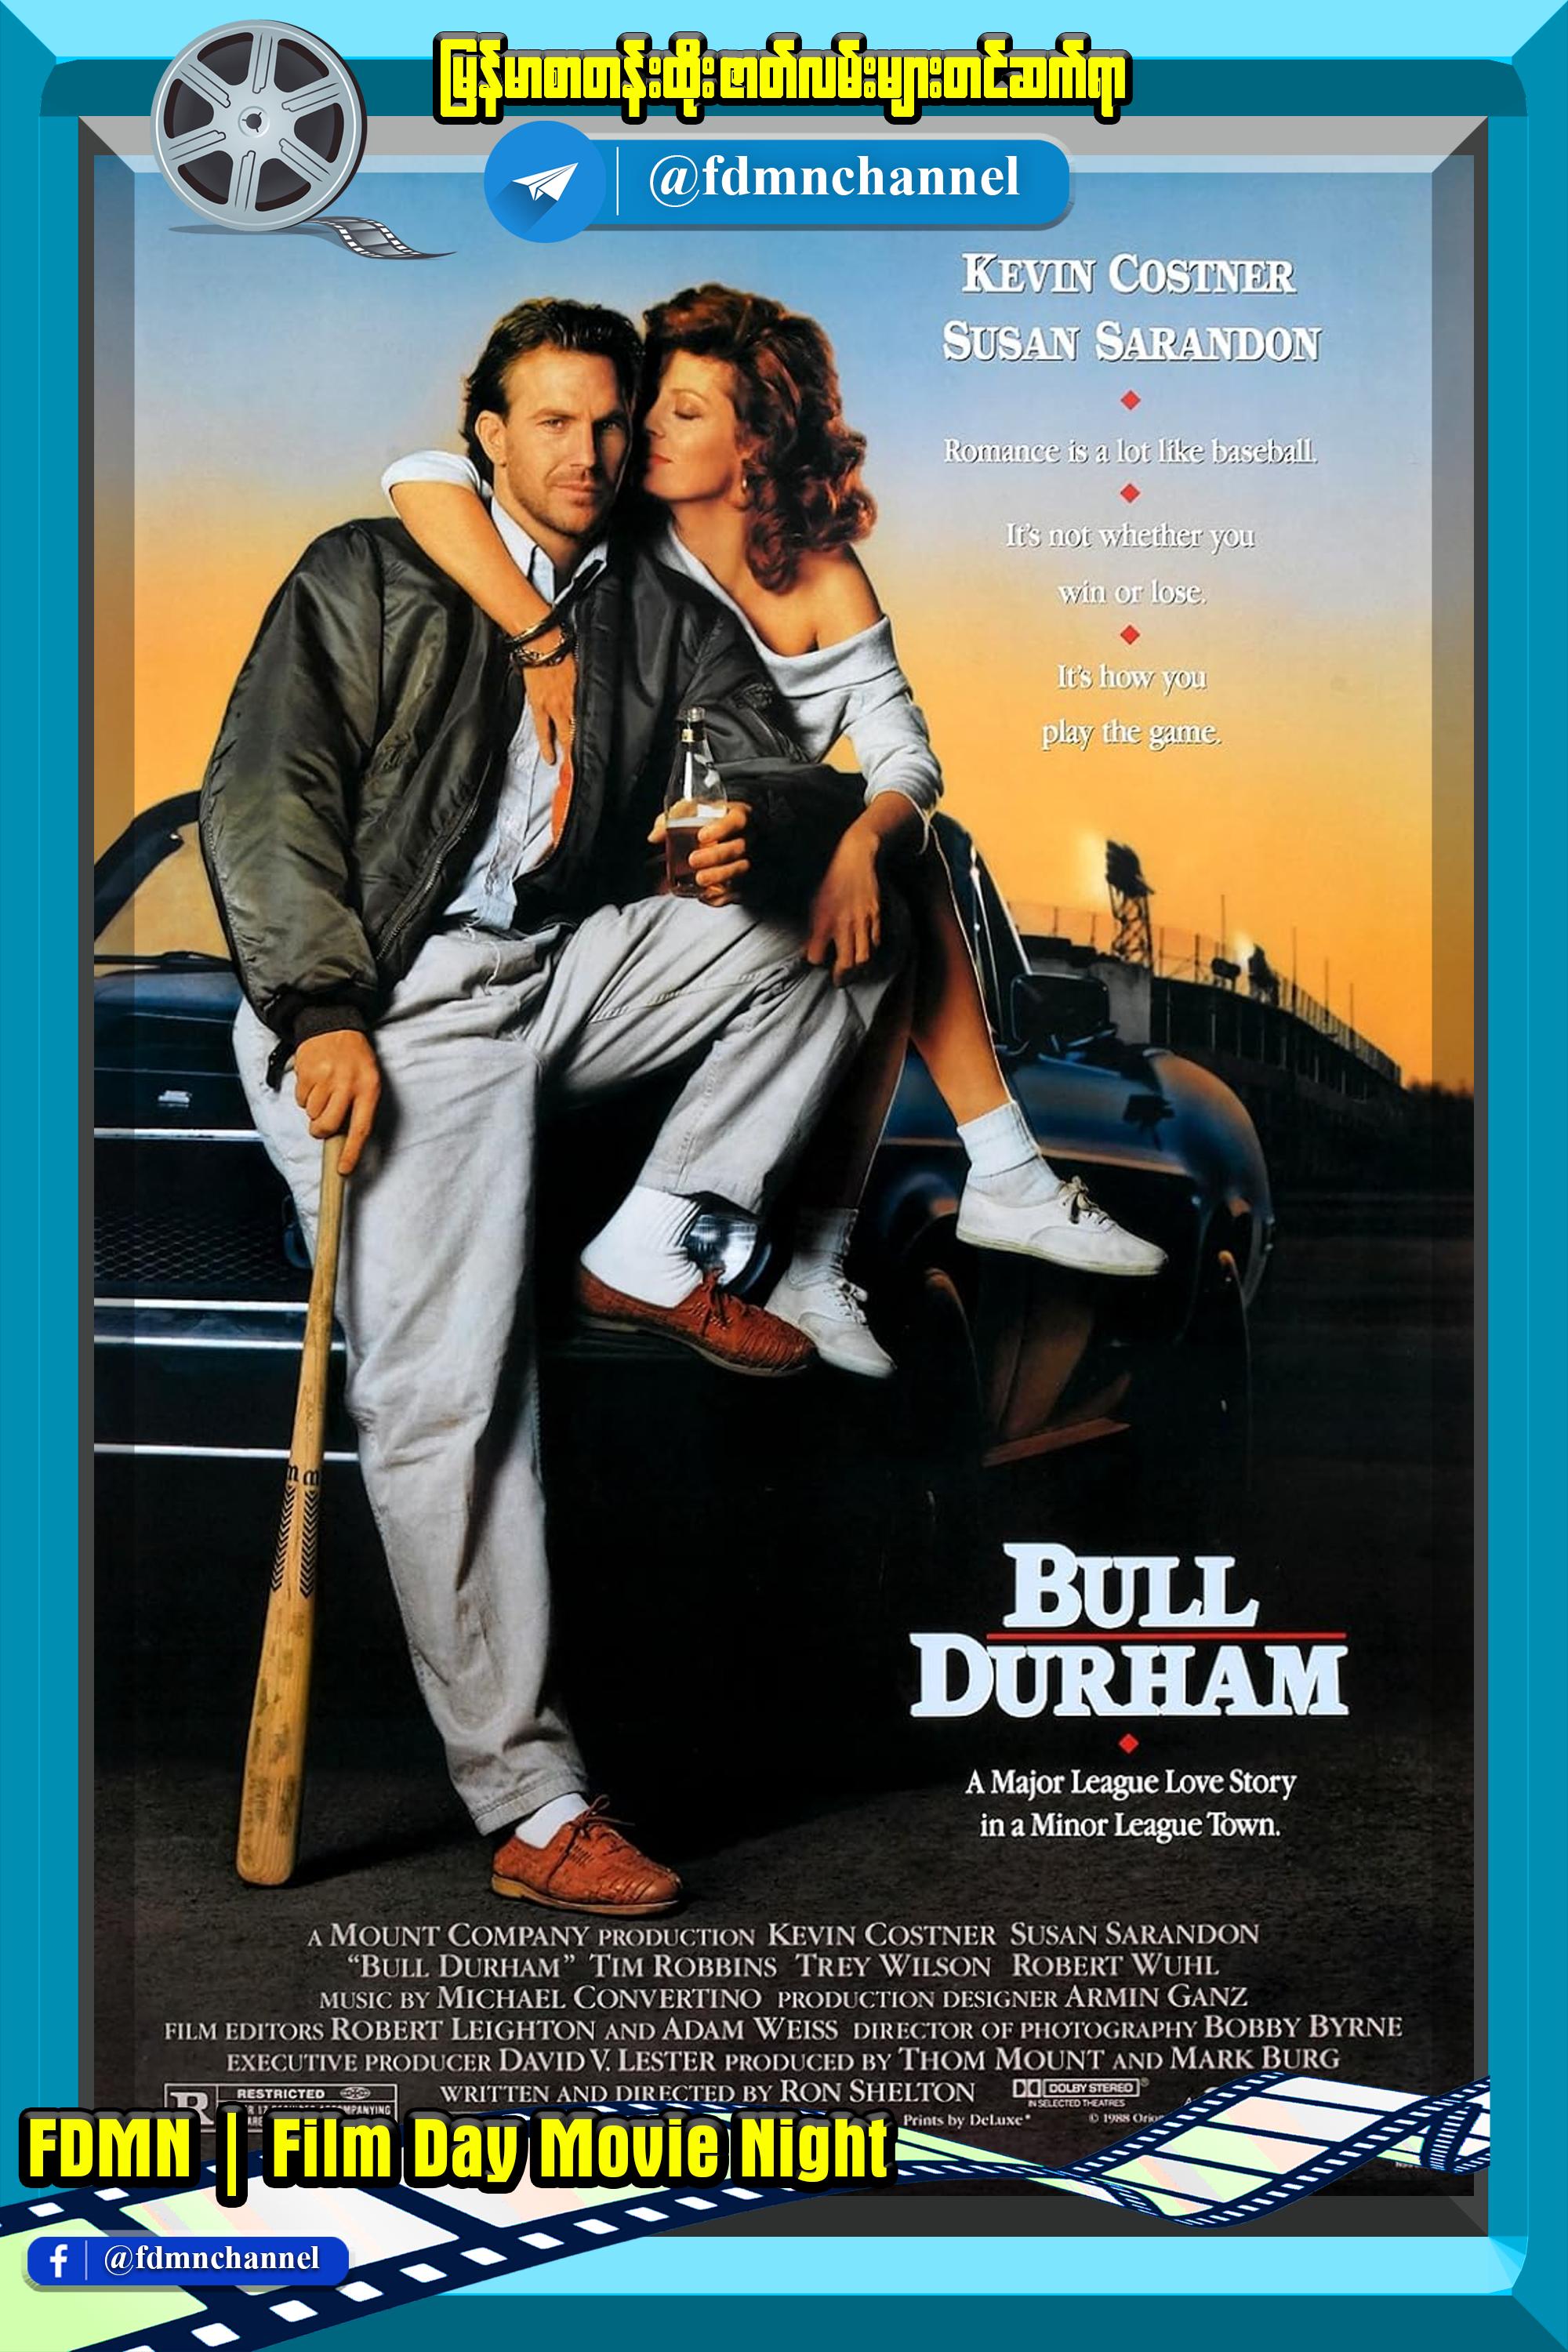 မြန်မာစာတန်းထိုး ဇာတ်လမ်းများတင်ဆက်ရာ
@fdmnchannel
KEVIN COSTNER
SUSAN SARANDON
Romance is a lot like baseball.
It's not whether you
win or lose.
It's how you
play the game.
BULL
DURHAM
A Major League Love Story
in a Minor League Town.
A MOUNT COMPANY PRODUCTION KEVIN COSTNER SUSAN SARANDON
“BULL DURHAM” TIM ROBBINS TREY WILSON ROBERT WUHL
MUSIC BY MICHAEL CONVERTINO PRODUCTION DESIGNER ARMIN GANZ
FILM EDITORS ROBERT LEIGHTON AND ADAM WEISS DIRECTOR OF PHOTOGRAPHY BOBBY BYRNE
EXECUTIVE PRODUCER DAVID V. LESTER PRODUCED BY THOM MOUNT AND MARK BURG
R RESTRICTED WRITTEN AND DIRECTED BY RON SHELTON DOLBY STEREO
IN SELECTED THEATRES
Prints by DeLuxe © 1988
FDMN | Film Day Movie Night
f @fdmnchannel